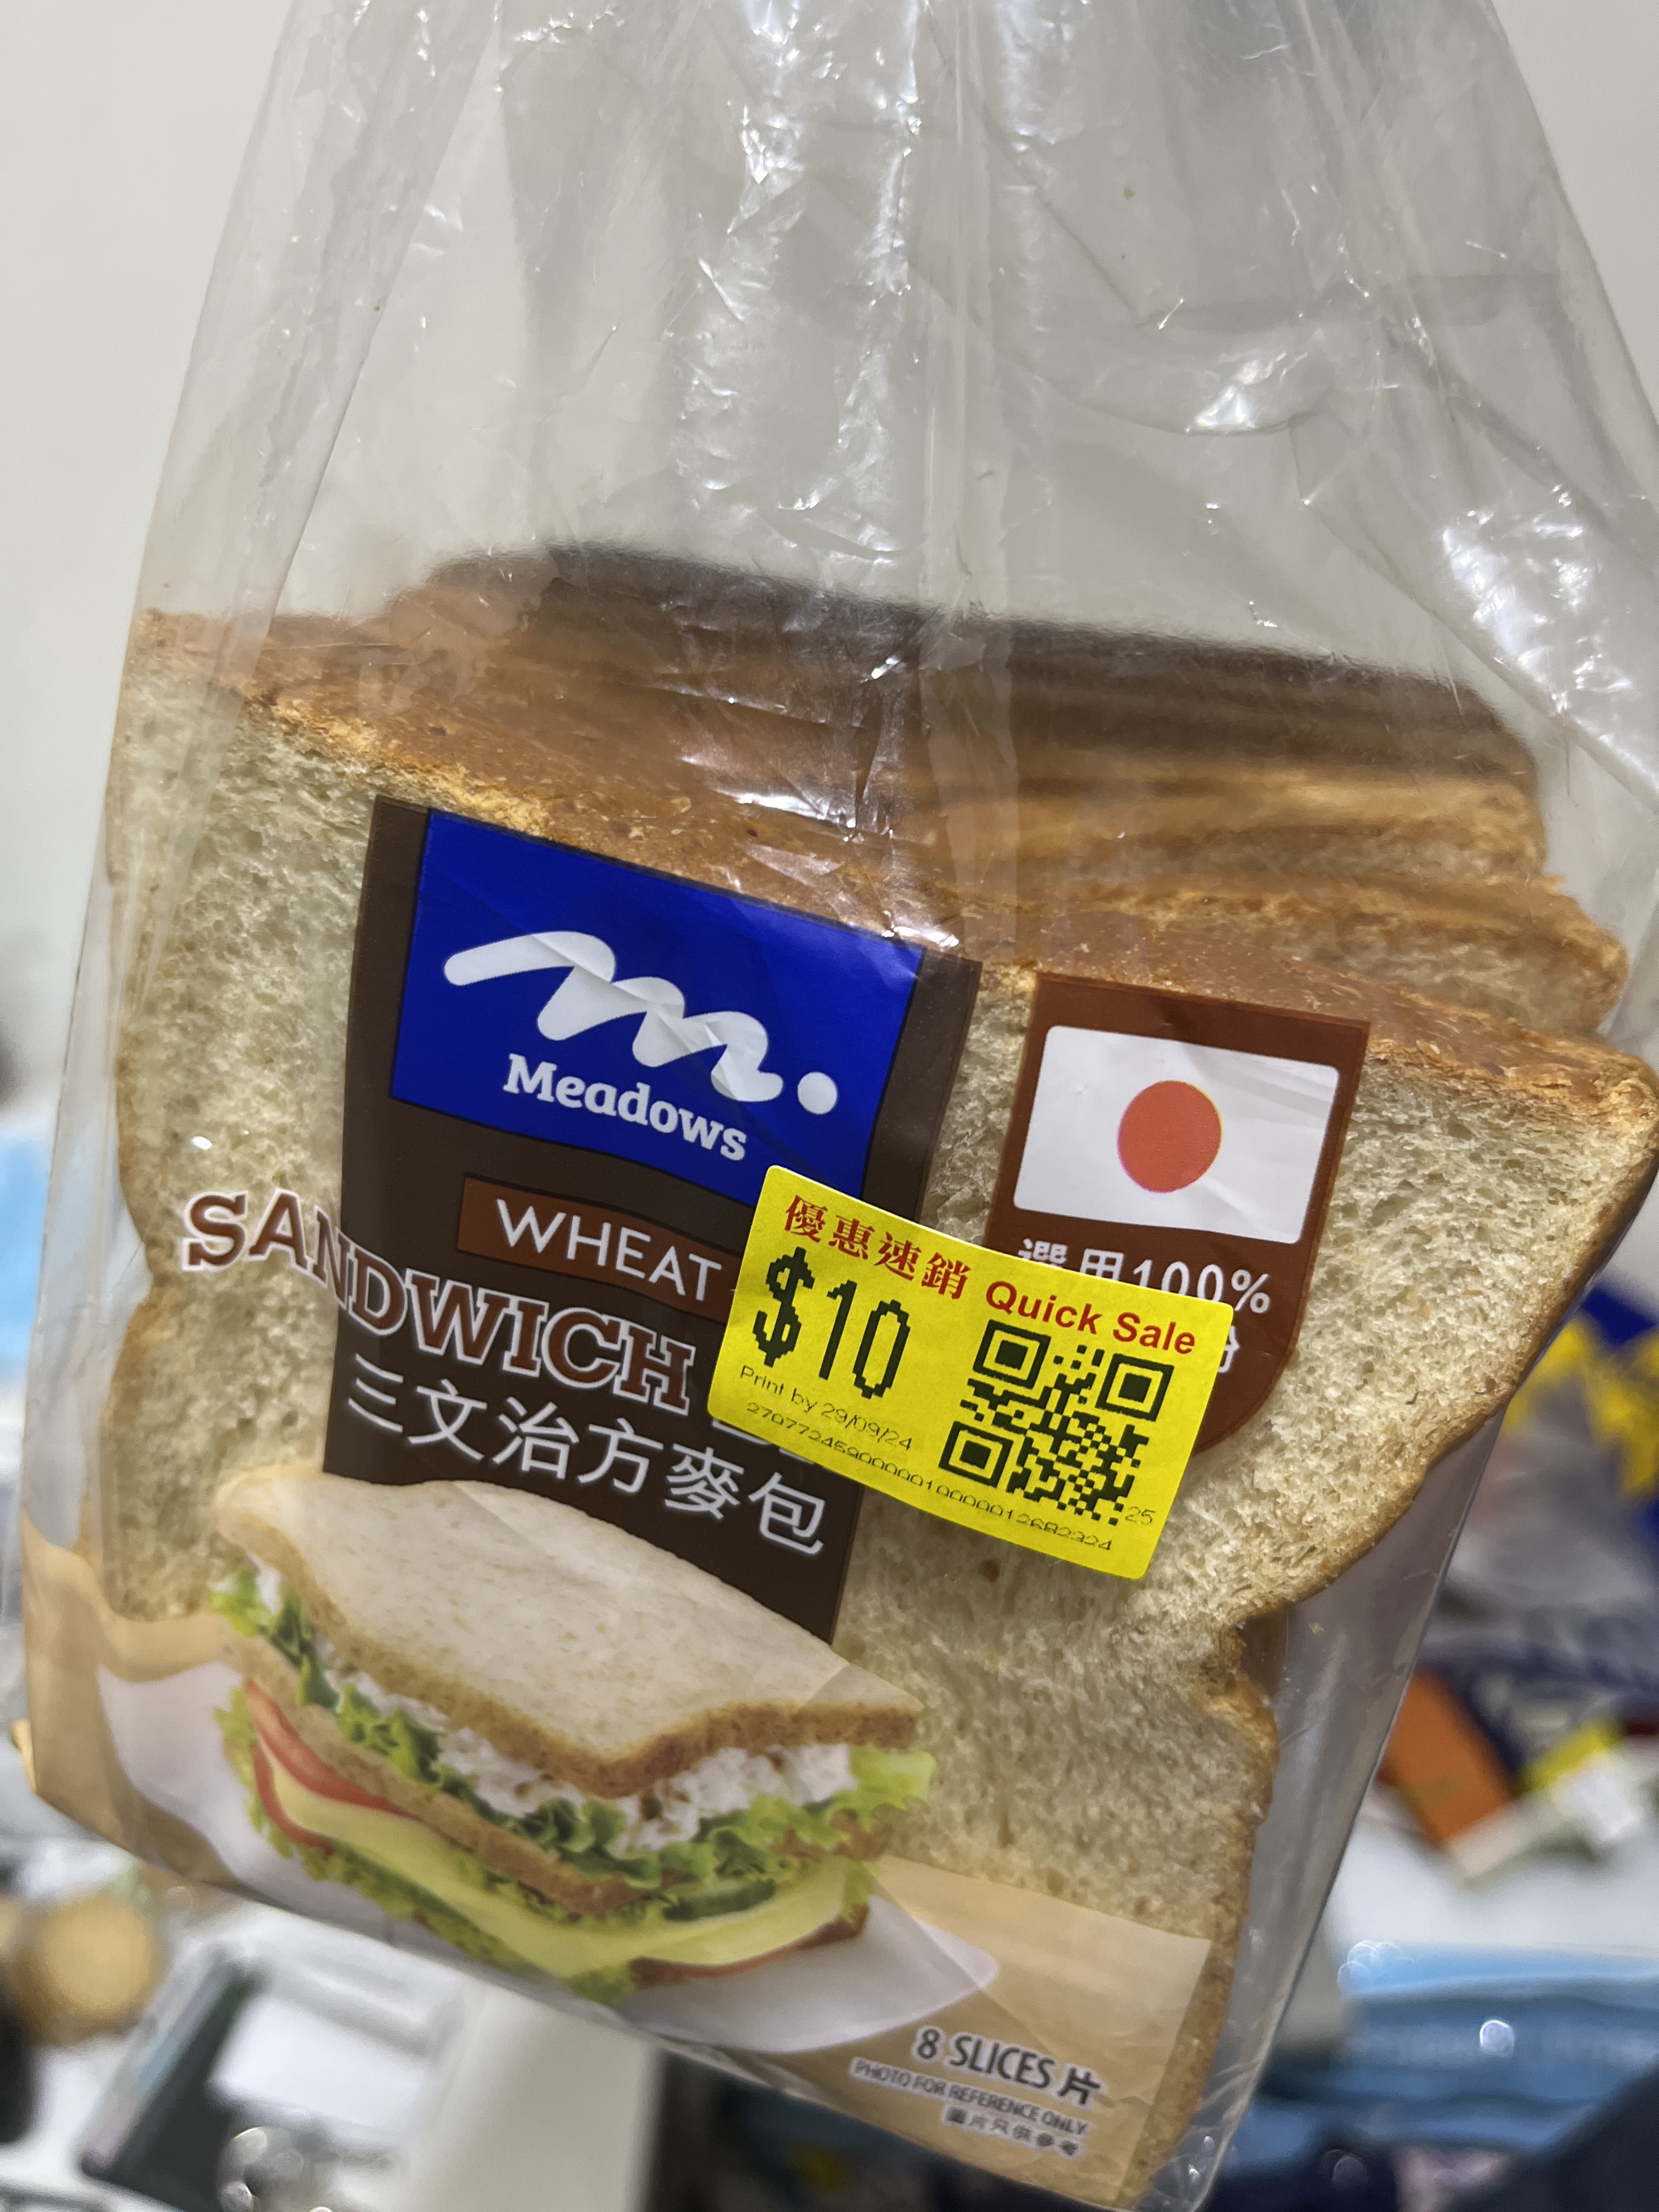 m.
Meadows
WHEAT
SANDWICH
三文治方麥包
選用100%
優惠速銷 Quick Sale
$10
Print by 29/09/24
25
8 SLICES 片
PHOTO FOR REFERENCE ONLY
圖片只供參考